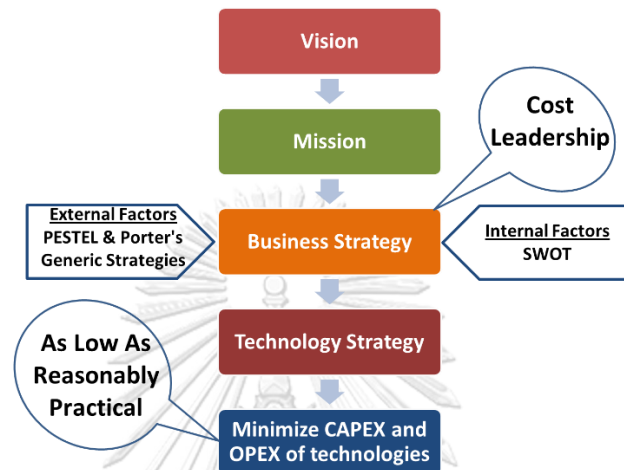 Vision
Mission
Cost
Leadership
External Factors
PESTEL & Porter's
Generic Strategies
Business Strategy
Internal Factors
SWOT
Technology Strategy
As Low As
Reasonably
Practical
Minimize CAPEX and
OPEX of technologies